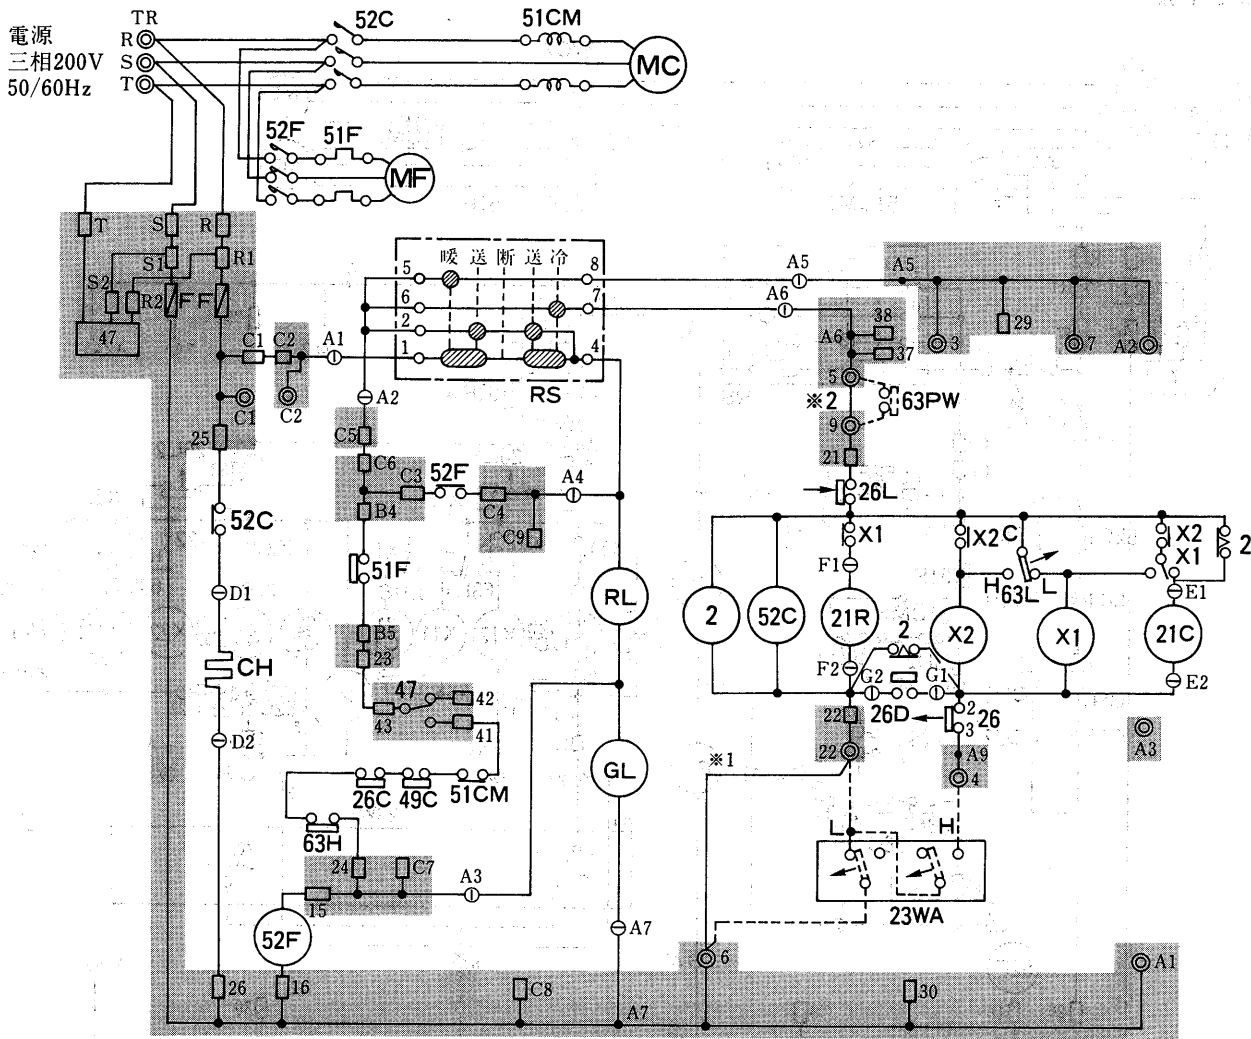 電源
三相200V
50/60Hz
TR
R
S
T
52C
51CM
MC
52F
51F
MF
T
S
R
S1
R1
S2
R2
F
F
47
C1
C2
A1
C1
C2
25
暖
送
断
送
冷
5
6
2
1
8
7
4
RS
A5
A6
A5
A6
38
37
3
29
7
A2
5
※2
63PW
9
21
26L
A2
C5
C6
C3
52F
C4
A4
B4
C9
52C
51F
D1
B5
23
CH
D2
47
42
43
41
26C
49C
51CM
63H
24
C7
A3
15
52F
26
16
C8
A7
A7
RL
GL
X1
F1
X2
C
H
63L
L
X2
X1
2
E1
2
52C
21R
X2
X1
21C
F2
2
G2
G1
E2
26D
2
3
26
22
22
※1
A9
4
A3
L
H
23WA
6
30
A1